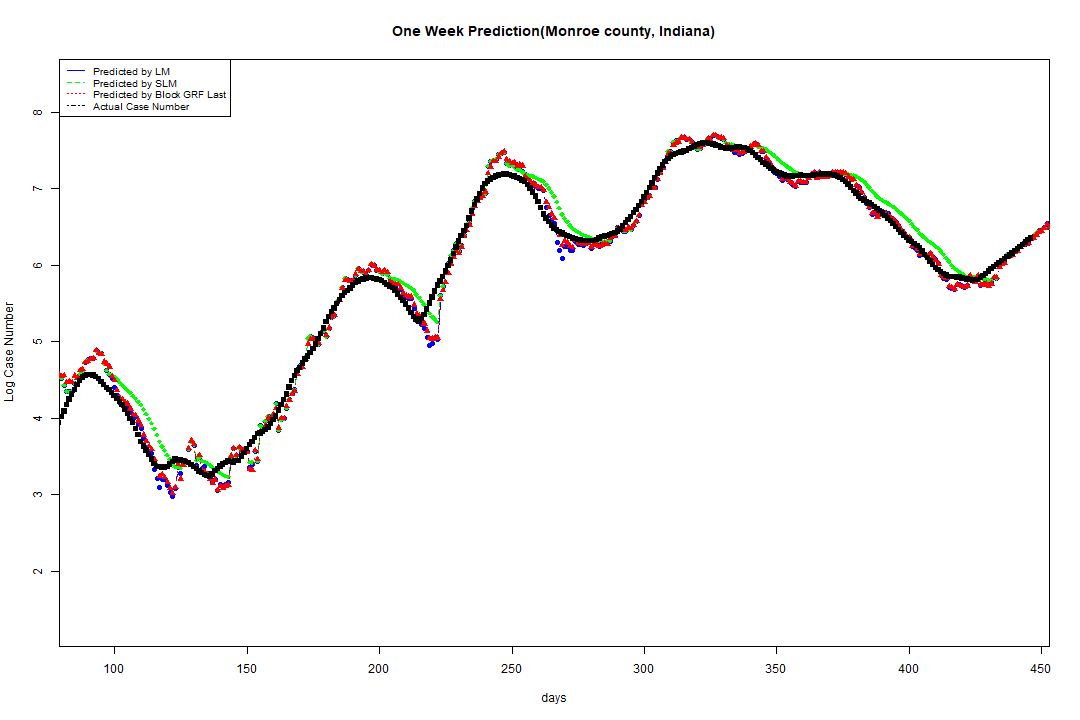 One Week Prediction(Monroe county, Indiana)
Predicted by LM
Predicted by SLM
Predicted by Block GRF Last
Actual Case Number
8
7
6
5
4
3
2
Log Case Number
100 150 200 250 300 350 400 450
days